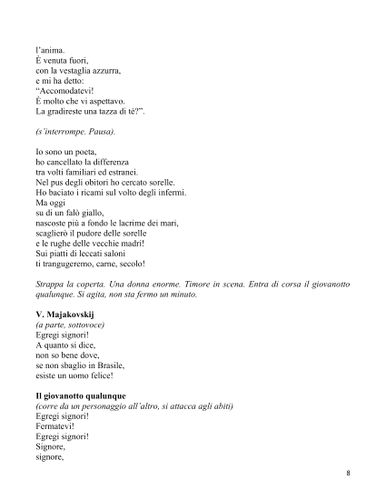 l’anima.
È venuta fuori,
con la vestaglia azzurra,
e mi ha detto:
“Accomodatevi!
È molto che vi aspettavo.
La gradireste una tazza di tè?”.
(s’interrompe. Pausa).
Io sono un poeta,
ho cancellato la differenza
tra volti familiari ed estranei.
Nel pus degli obitori ho cercato sorelle.
Ho baciato i ricami sul volto degli infermi.
Ma oggi
su di un falò giallo,
nascoste più a fondo le lacrime dei mari,
scaglierò il pudore delle sorelle
e le rughe delle vecchie madri!
Sui piatti di leccati saloni
ti trangugeremo, carne, secolo!
Strappa la coperta. Una donna enorme. Timore in scena. Entra di corsa il giovanotto
qualunque. Si agita, non sta fermo un minuto.
V. Majakovskij
(a parte, sottovoce)
Egregi signori!
A quanto si dice,
non so bene dove,
se non sbaglio in Brasile,
esiste un uomo felice!
Il giovanotto qualunque
(corre da un personaggio all’altro, si attacca agli abiti)
Egregi signori!
Fermatevi!
Egregi signori!
Signore,
signore,
8